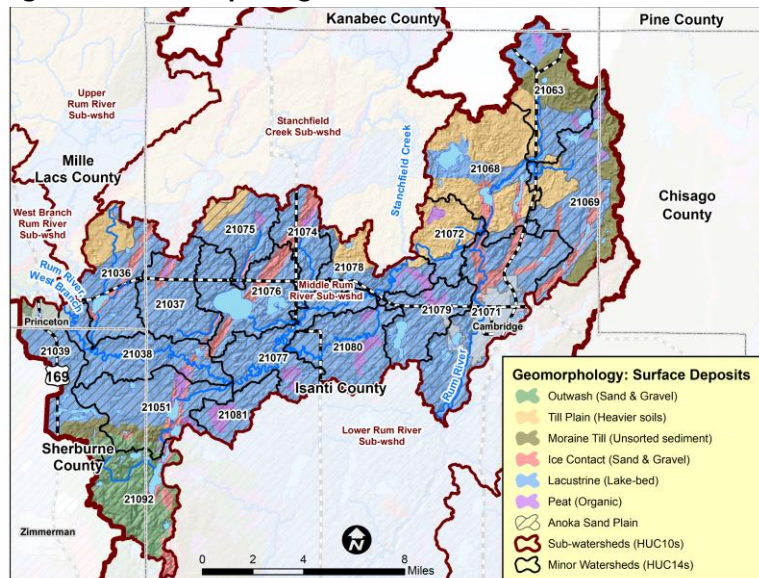 Kanabec County
Pine County
Upper
Rum River
Sub-wshd
Stanchfield
Creek Sub-wshd
21063
Mille
Lacs County
Stanchfield Creek
21068
Chisago
County
21069
West Branch
Rum River
Sub-wshd
21075
21074
21072
21036
21078
Rum River
West Branch
21037
21076
Middle Rum
River Sub-wshd
21079
21071
Cambridge
Princeton
21039
21038
21077
21080
Rum River
169
21051
Isanti County
21081
Lower Rum River
Sub-wshd
Sherburne
County
21092
Zimmerman
N
0 2 4 8
Miles
Geomorphology: Surface Deposits
Outwash (Sand & Gravel)
Till Plain (Heavier soils)
Moraine Till (Unsorted sediment)
Ice Contact (Sand & Gravel)
Lacustrine (Lake-bed)
Peat (Organic)
Anoka Sand Plain
Sub-watersheds (HUC10s)
Minor Watersheds (HUC14s)